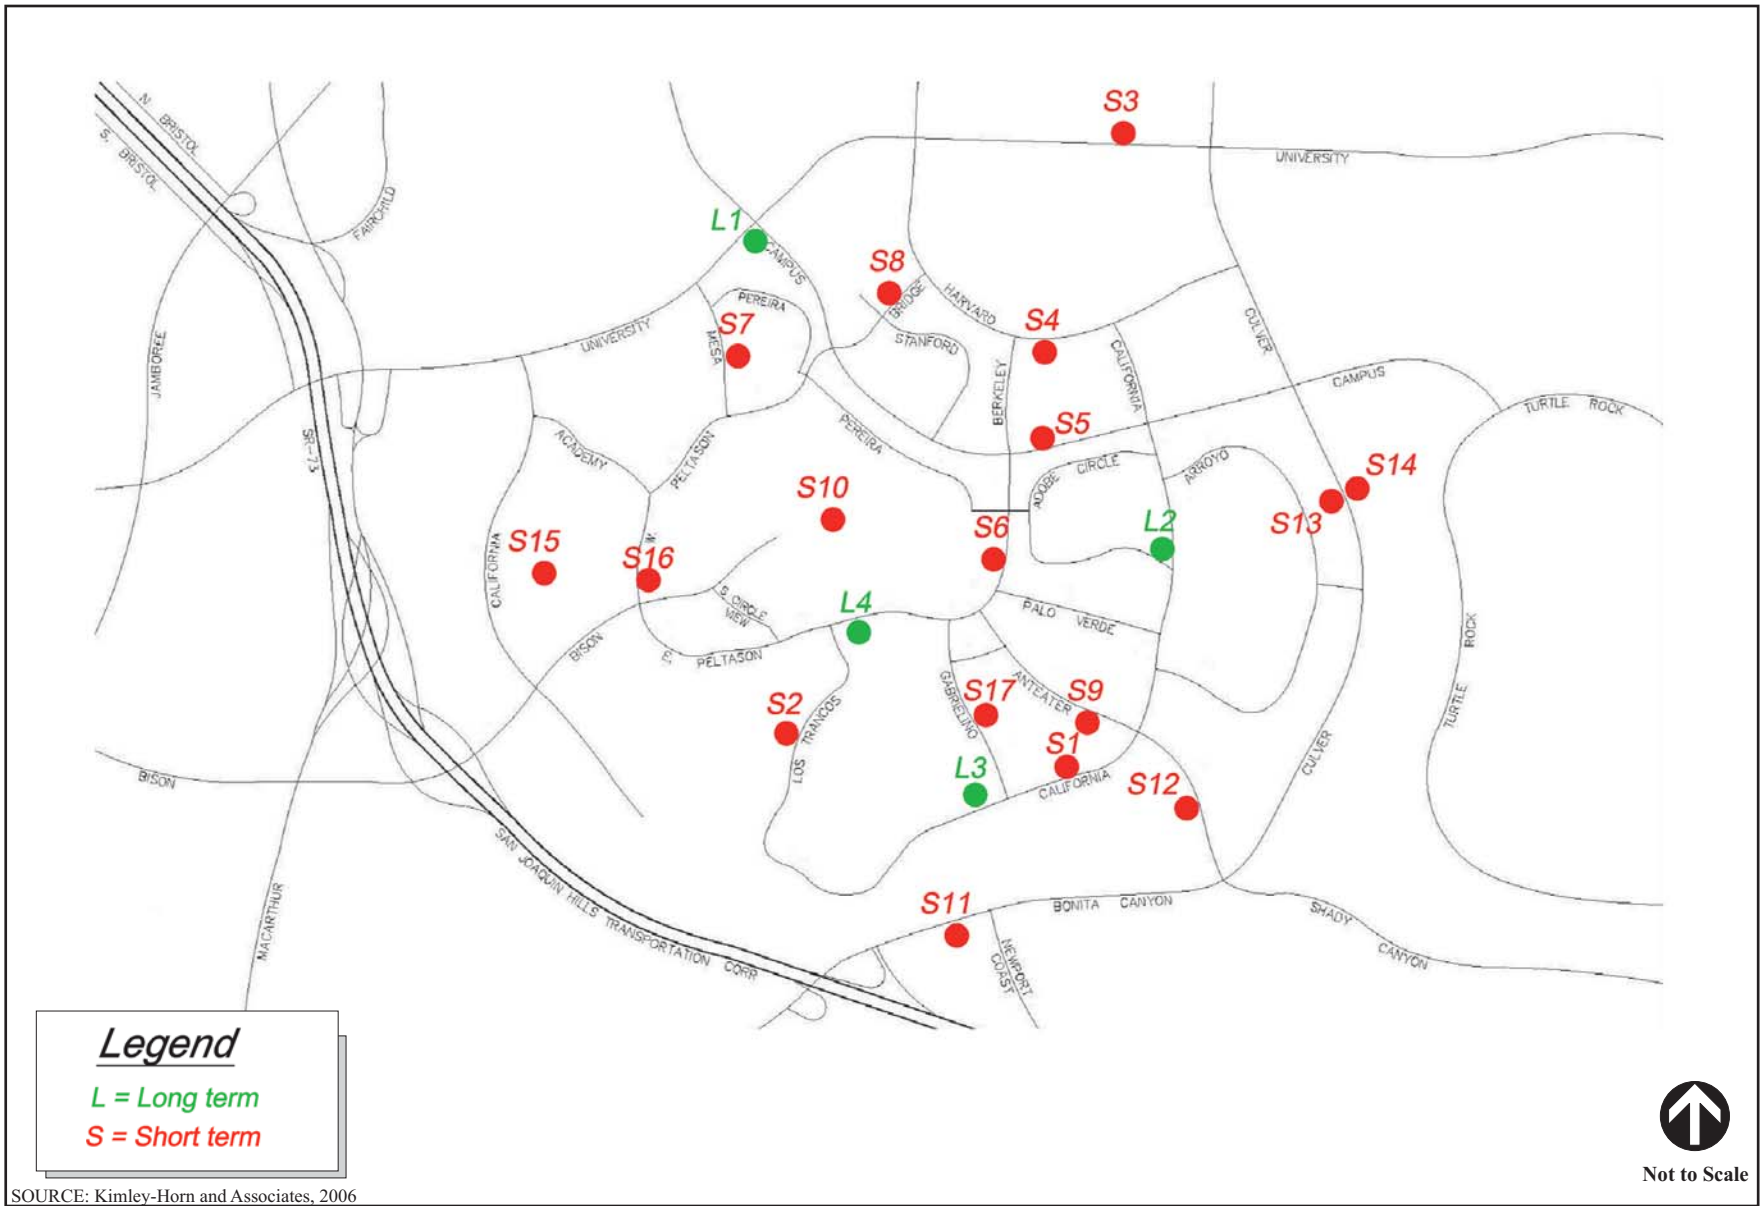 S3
N BRISTOL
S. BRISTOL
UNIVERSITY
FAIRCHILD
L1
CAMPUS
S8
BRIDGE
HARVARD
PEREIRA
S7
MESA
UNIVERSITY
STANFORD
S4
CULVER
JAMBOREE
BERKELEY
CALIFORNIA
CAMPUS
TURTLE ROCK
S5
PEREIRA
ACADEMY
PELTASON
SR-73
ADOBE CIRCLE
ARROYO
S14
S10
S13
S6
L2
S15
CALIFORNIA
S16
W.
S CIRCLE
VIEW
L4
PALO VERDE
TURTLE ROCK
BISON
E. PELTASON
S2
LOS TRANCOS
GABRIELINO
S17
ANTEATER
S9
S1
CALIFORNIA
L3
S12
CULVER
BISON
SAN JOAQUIN HILLS TRANSPORTATION CORR
MACARTHUR
S11
BONITA CANYON
SHADY CANYON
NEWPORT
COAST
Legend
L = Long term
S = Short term
Not to Scale
SOURCE: Kimley-Horn and Associates, 2006